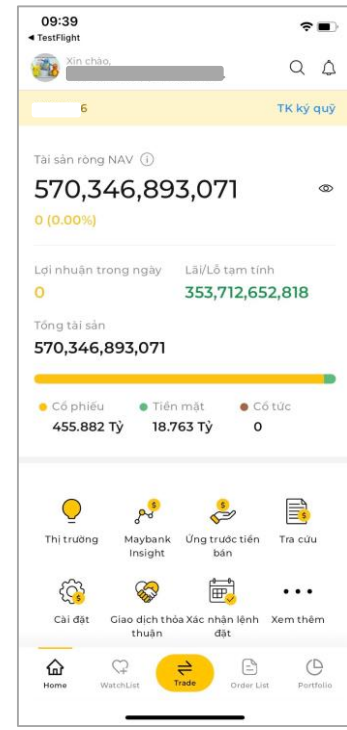 09:39
◀ TestFlight
Xin chào,
6 TK ký quỹ
Tài sản ròng NAV
570,346,893,071
0 (0.00%)
Lợi nhuận trong ngày Lãi/Lỗ tạm tính
0 353,712,652,818
Tổng tài sản
570,346,893,071
Cổ phiếu Tiền mặt Cổ tức
455.882 Tỷ 18.763 Tỷ 0
Thị trường Maybank Ứng trước tiền Tra cứu
Insight bán
Cài đặt Giao dịch thỏa Xác nhận lệnh Xem thêm
thuận đặt
Home WatchList Trade Order List Portfolio